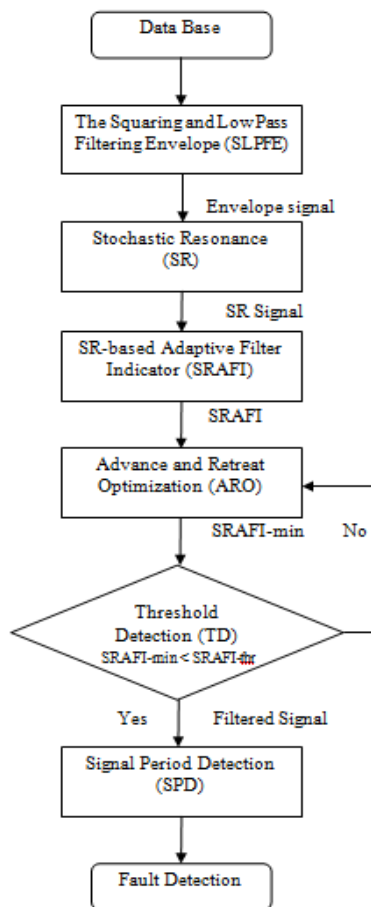 Data Base
The Squaring and Low Pass
Filtering Envelope (SLPFE)
Envelope signal
Stochastic Resonance
(SR)
SR Signal
SR-based Adaptive Filter
Indicator (SRAFI)
SRAFI
Advance and Retreat
Optimization (ARO)
SRAFI-min No
Threshold
Detection (TD)
SRAFI-min < SRAFI-thr
Yes Filtered Signal
Signal Period Detection
(SPD)
Fault Detection